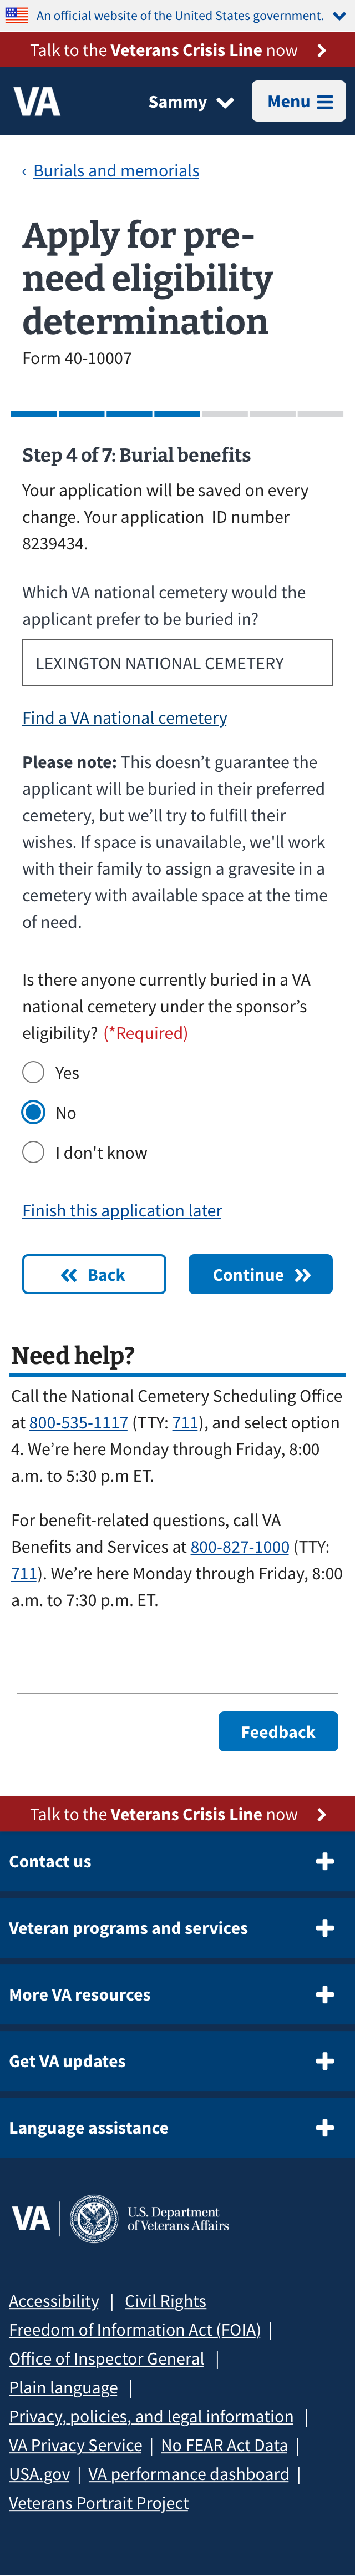 An official website of the United States government.
Talk to the Veterans Crisis Line now
VA
Sammy
Menu
‹ Burials and memorials
Apply for pre-
need eligibility
determination
Form 40-10007
Step 4 of 7: Burial benefits
Your application will be saved on every
change. Your application ID number
8239434.
Which VA national cemetery would the
applicant prefer to be buried in?
LEXINGTON NATIONAL CEMETERY
Find a VA national cemetery
Please note: This doesn’t guarantee the
applicant will be buried in their preferred
cemetery, but we’ll try to fulfill their
wishes. If space is unavailable, we'll work
with their family to assign a gravesite in a
cemetery with available space at the time
of need.
Is there anyone currently buried in a VA
national cemetery under the sponsor’s
eligibility? (*Required)
Yes
No
I don't know
Finish this application later
Back
Continue
Need help?
Call the National Cemetery Scheduling Office
at 800-535-1117 (TTY: 711), and select option
4. We’re here Monday through Friday, 8:00
a.m. to 5:30 p.m ET.
For benefit-related questions, call VA
Benefits and Services at 800-827-1000 (TTY:
711). We’re here Monday through Friday, 8:00
a.m. to 7:30 p.m. ET.
Feedback
Talk to the Veterans Crisis Line now
Contact us
Veteran programs and services
More VA resources
Get VA updates
Language assistance
VA
U.S. Department
of Veterans Affairs
Accessibility | Civil Rights
Freedom of Information Act (FOIA) |
Office of Inspector General |
Plain language |
Privacy, policies, and legal information |
VA Privacy Service | No FEAR Act Data |
USA.gov | VA performance dashboard |
Veterans Portrait Project